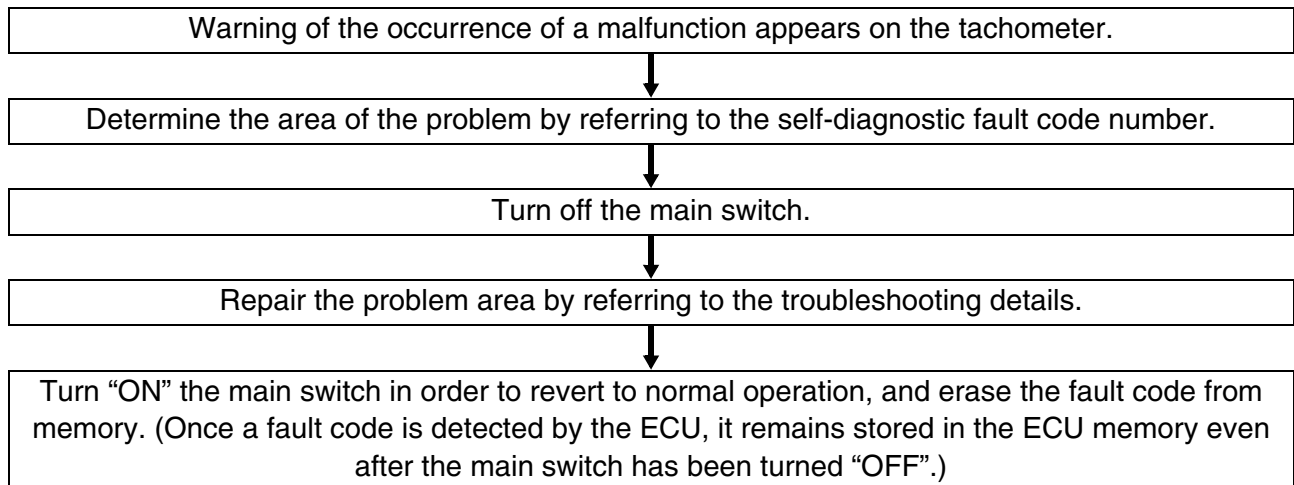 Warning of the occurrence of a malfunction appears on the tachometer.
Determine the area of the problem by referring to the self-diagnostic fault code number.
Turn off the main switch.
Repair the problem area by referring to the troubleshooting details.
Turn “ON” the main switch in order to revert to normal operation, and erase the fault code from
memory. (Once a fault code is detected by the ECU, it remains stored in the ECU memory even
after the main switch has been turned “OFF”.)